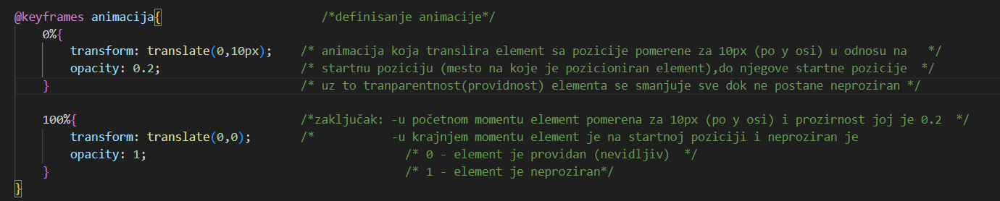 @keyframes animacija{ /*definisanje animacije*/
0%{
transform: translate(0,10px); /* animacija koja translira element sa pozicije pomerene za 10px (po y osi) u odnosu na */
opacity: 0.2; /* startnu poziciju (mesto na koje je pozicioniran element),do njegove startne pozicije */
} /* uz to tranparentnost(providnost) elementa se smanjuje sve dok ne postane neproziran */
100%{ /*zaključak: -u početnom momentu element pomerena za 10px (po y osi) i prozirnost joj je 0.2 */
transform: translate(0,0); /* -u krajnjem momentu element je na startnoj poziciji i neproziran je
opacity: 1; /* 0 - element je providan (nevidljiv) */
} /* 1 - element je neproziran*/
}